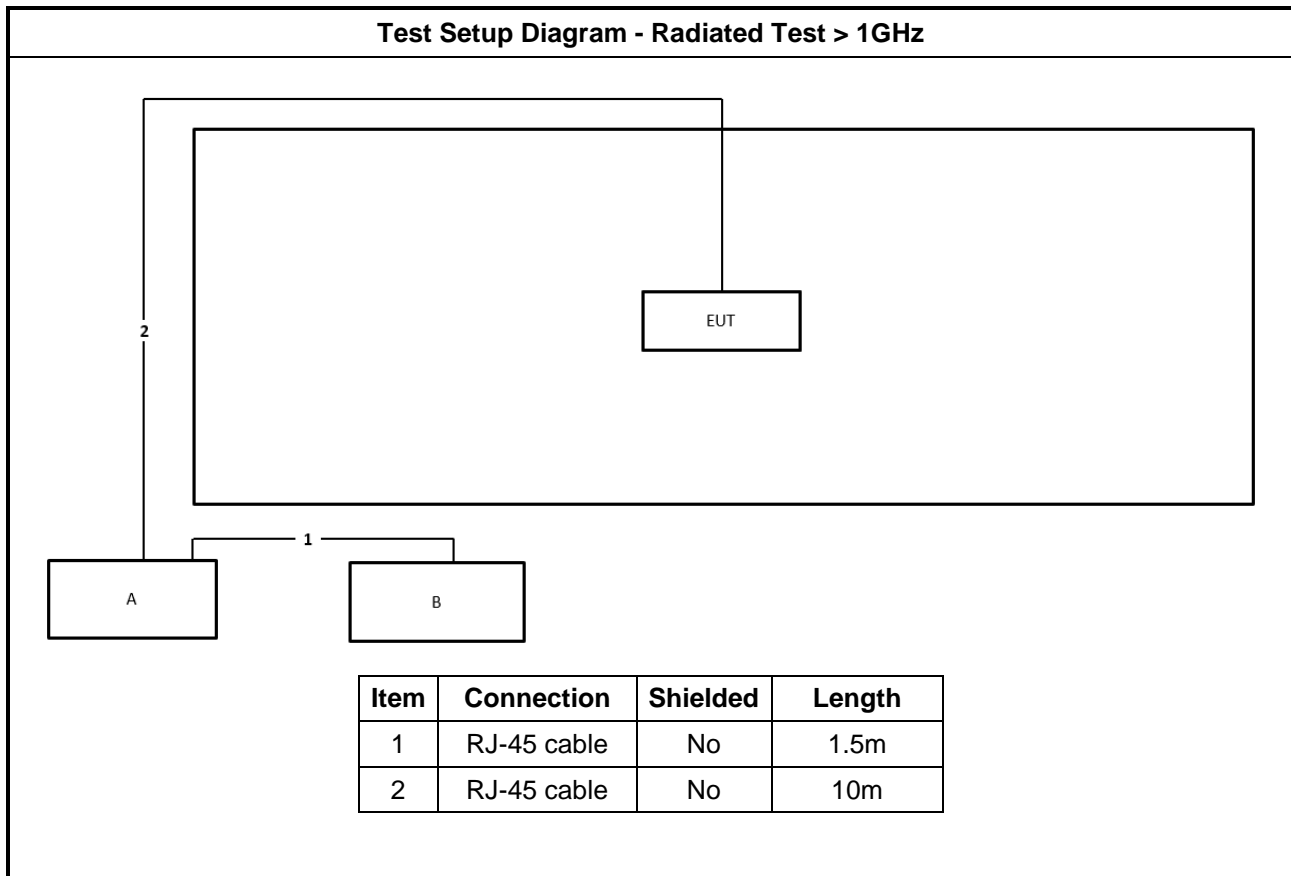 Test Setup Diagram - Radiated Test > 1GHz
EUT
2
1
A
B
Item Connection Shielded Length
1 RJ-45 cable No 1.5m
2 RJ-45 cable No 10m